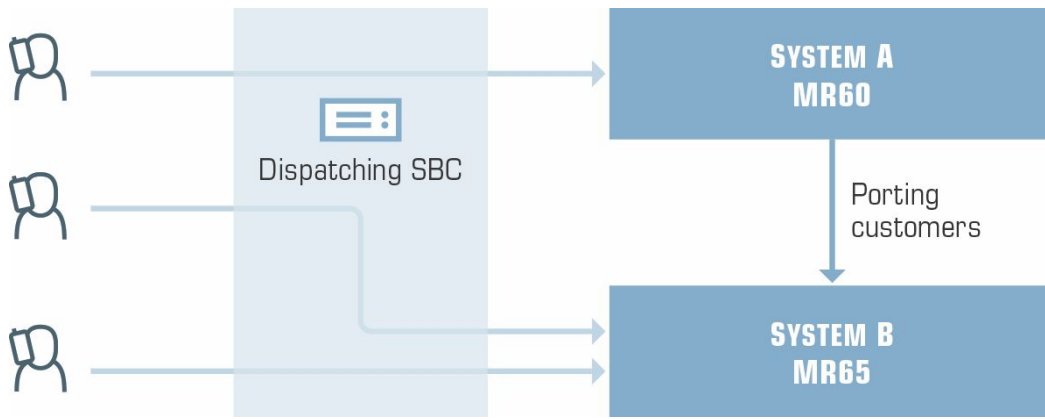 SYSTEM A
MR60
Dispatching SBC
Porting
customers
SYSTEM B
MR65